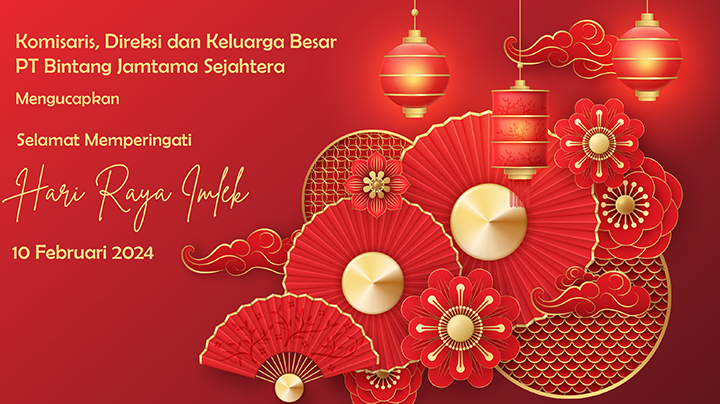 Komisaris, Direksi dan Keluarga Besar
PT Bintang Jamtama Sejahtera
Mengucapkan
Selamat Memperingati
Hari Raya Imlek
10 Februari 2024